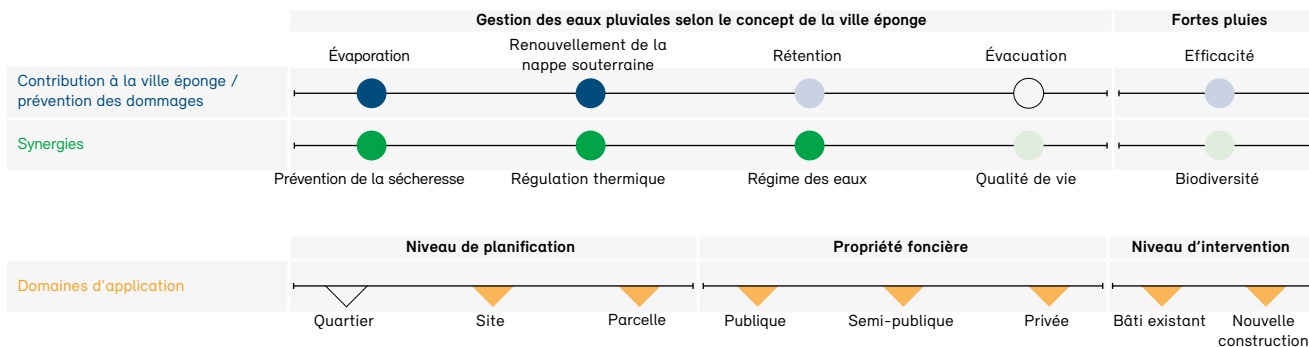 Gestion des eaux pluviales selon le concept de la ville éponge
Fortes pluies
Évaporation
Renouvellement de la
nappe souterraine
Rétention
Évacuation
Efficacité
Contribution à la ville éponge /
prévention des dommages
Synergies
Prévention de la sécheresse
Régulation thermique
Régime des eaux
Qualité de vie
Biodiversité
Niveau de planification
Propriété foncière
Niveau d’intervention
Domaines d’application
Quartier
Site
Parcelle
Publique
Semi-publique
Privée
Bâti existant
Nouvelle
construction